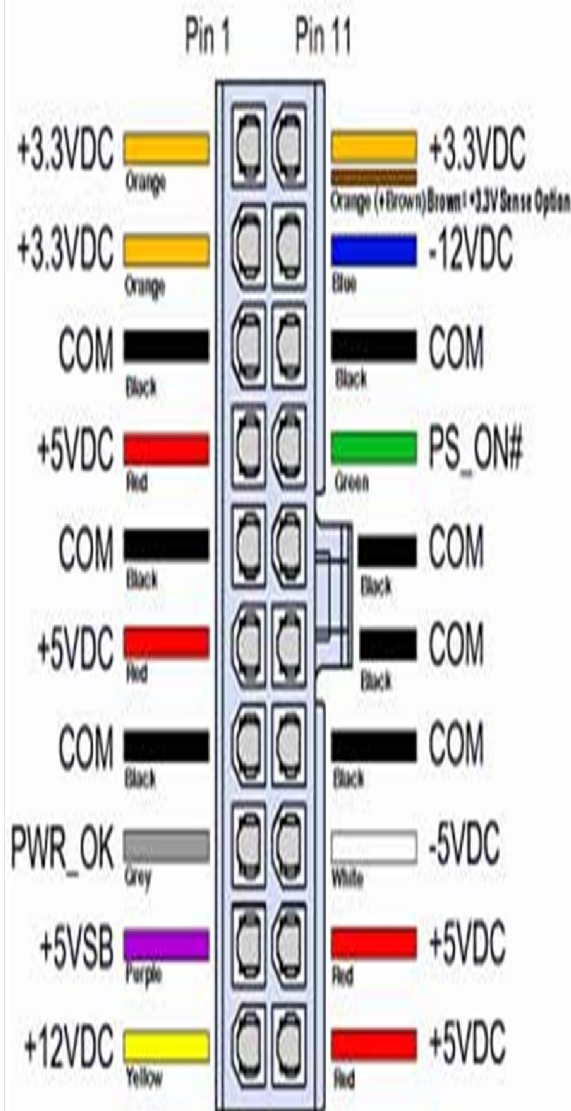 Pin 1 Pin 11
+3.3VDC Orange
+3.3VDC
Orange (+Brown) Brown = +3.3V Sense Option
+3.3VDC Orange
-12VDC Blue
COM Black
COM Black
+5VDC Red
PS_ON# Green
COM Black
COM Black
+5VDC Red
COM Black
COM Black
COM Black
PWR_OK Grey
-5VDC White
+5VSB Purple
+5VDC Red
+12VDC Yellow
+5VDC Red